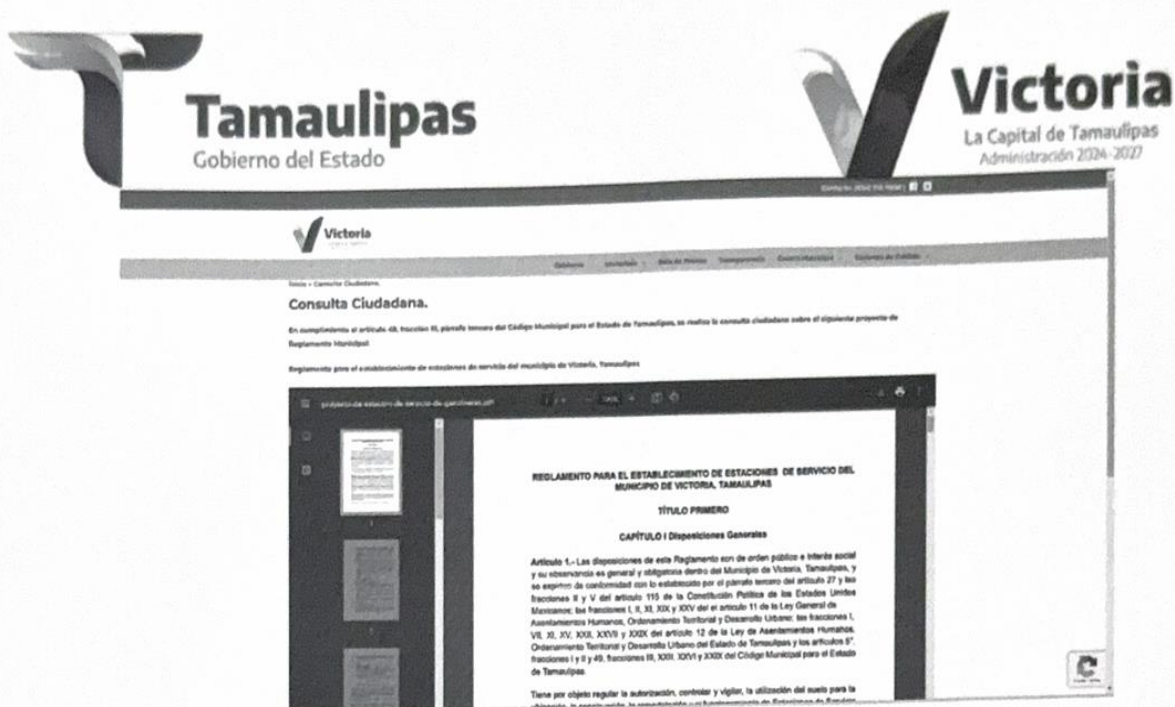 Tamaulipas
Gobierno del Estado
Victoria
La Capital de Tamaulipas
Administración 2024-2027
Victoria
Gobierno
Sala de Prensa
Transparencia
Inicio » Consulta Ciudadana.
Consulta Ciudadana.
En cumplimiento al artículo 49, fracción III, párrafo tercero del Código Municipal para el Estado de Tamaulipas, se realiza la consulta ciudadana sobre el siguiente proyecto de
Reglamento Municipal:
Reglamento para el establecimiento de estaciones de servicio del municipio de Victoria, Tamaulipas
REGLAMENTO PARA EL ESTABLECIMIENTO DE ESTACIONES DE SERVICIO DEL
MUNICIPIO DE VICTORIA, TAMAULIPAS
TÍTULO PRIMERO
CAPÍTULO I Disposiciones Generales
Artículo 1.- Las disposiciones de este Reglamento son de orden público e interés social
y su observancia es general y obligatoria dentro del Municipio de Victoria, Tamaulipas, y
se expiden de conformidad con lo establecido por el párrafo tercero del artículo 27 y las
fracciones II y V del artículo 115 de la Constitución Política de los Estados Unidos
Mexicanos; las fracciones I, II, XI, XIX y XXV del el artículo 11 de la Ley General de
Asentamientos Humanos, Ordenamiento Territorial y Desarrollo Urbano; las fracciones I,
VII, XI, XV, XXII, XXVII y XXIX del artículo 12 de la Ley de Asentamientos Humanos,
Ordenamiento Territorial y Desarrollo Urbano del Estado de Tamaulipas y los artículos 5°,
fracciones I y II y 49, fracciones III, XXIII, XXVI y XXIX del Código Municipal para el Estado
de Tamaulipas.
Tiene por objeto regular la autorización, controlar y vigilar, la utilización del suelo para la